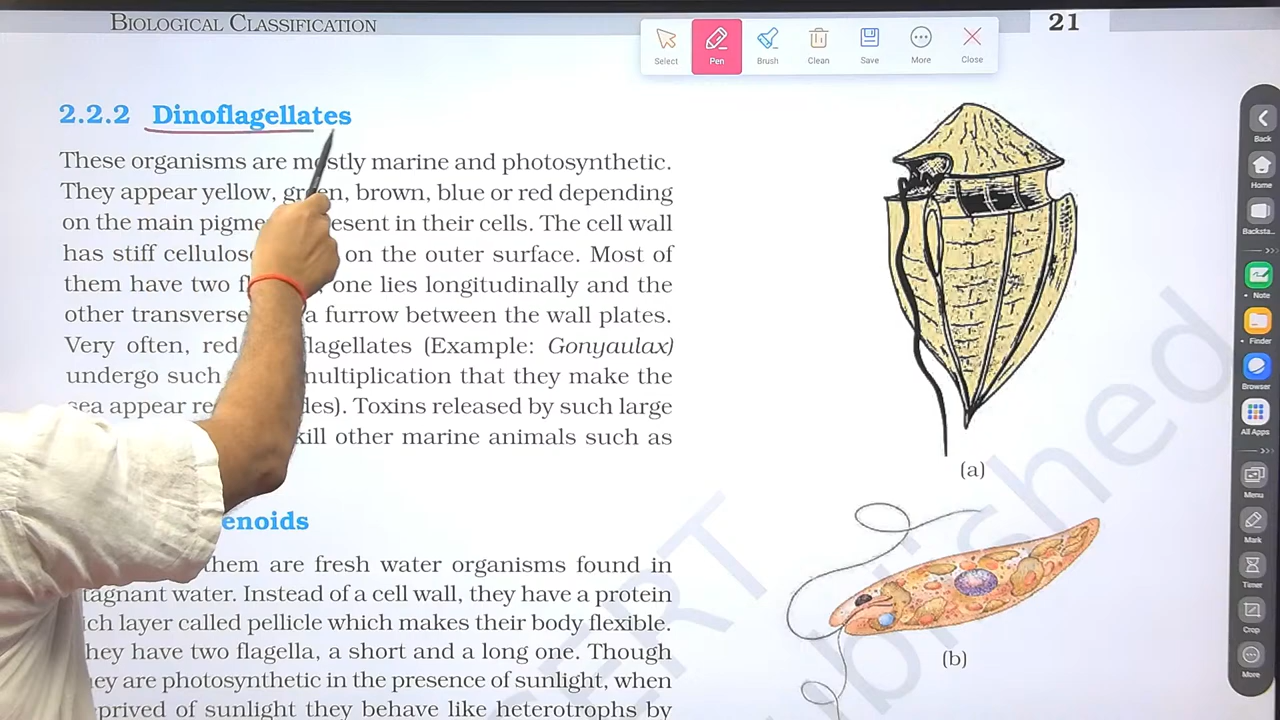 BIOLOGICAL CLASSIFICATION
21
Select
Pen
Brush
Clean
Save
More
Close
2.2.2 Dinoflagellates
These organisms are mostly marine and photosynthetic.
They appear yellow, green, brown, blue or red depending
on the main esent in their cells. The cell wall
has stiff on the outer surface. Most of
them have two one lies longitudinally and the
other a furrow between the wall plates.
Very often, red flagellates (Example: Gonyaulax)
undergo such multiplication that they make the
sea appear des). Toxins released by such large
kill other marine animals such as
enoids
them are fresh water organisms found in
tagnant water. Instead of a cell wall, they have a protein
ich layer called pellicle which makes their body flexible.
hey have two flagella, a short and a long one. Though
ey are photosynthetic in the presence of sunlight, when
prived of sunlight they behave like heterotrophs by
(a)
(b)
ERT
ished
Back
Home
Backsta...
Note
Finder
Browser
All Apps
Menu
Mark
Timer
Crop
More